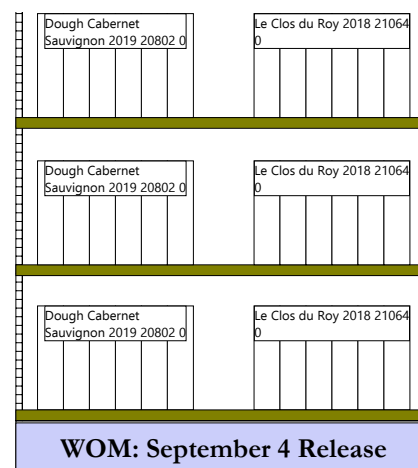 Dough Cabernet
Sauvignon 2019 20802 0
Le Clos du Roy 2018 21064
0
Dough Cabernet
Sauvignon 2019 20802 0
Le Clos du Roy 2018 21064
0
Dough Cabernet
Sauvignon 2019 20802 0
Le Clos du Roy 2018 21064
0
WOM: September 4 Release